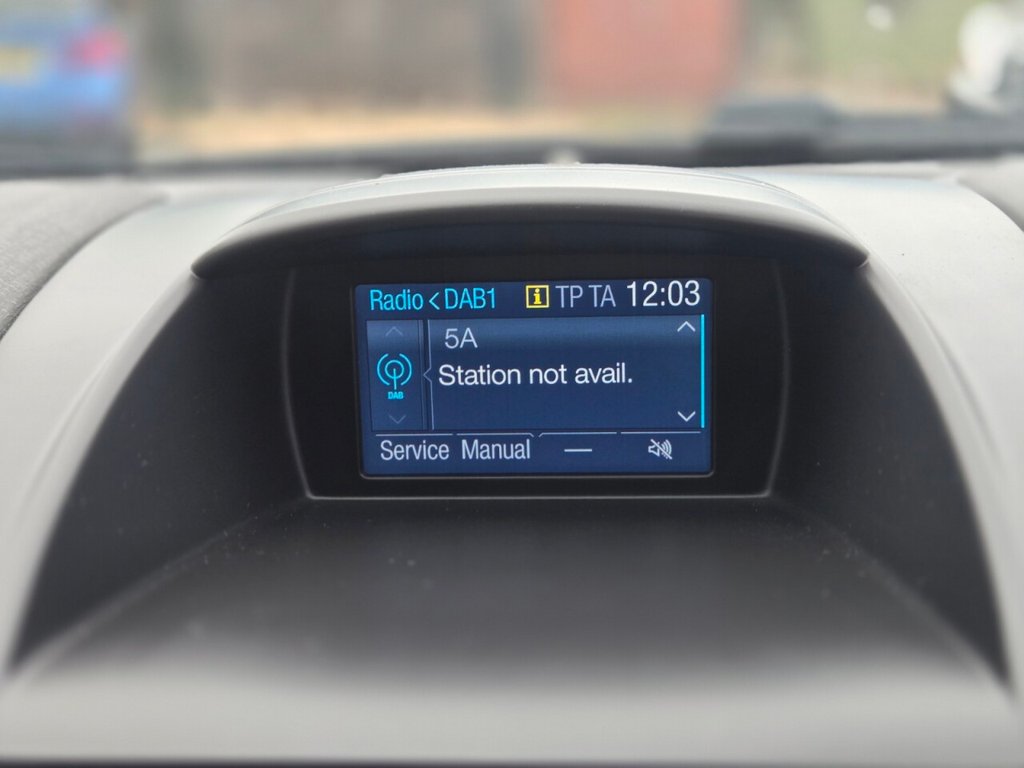 Radio < DAB1 i TP TA 12:03
5A
DAB
Station not avail.
Service Manual —